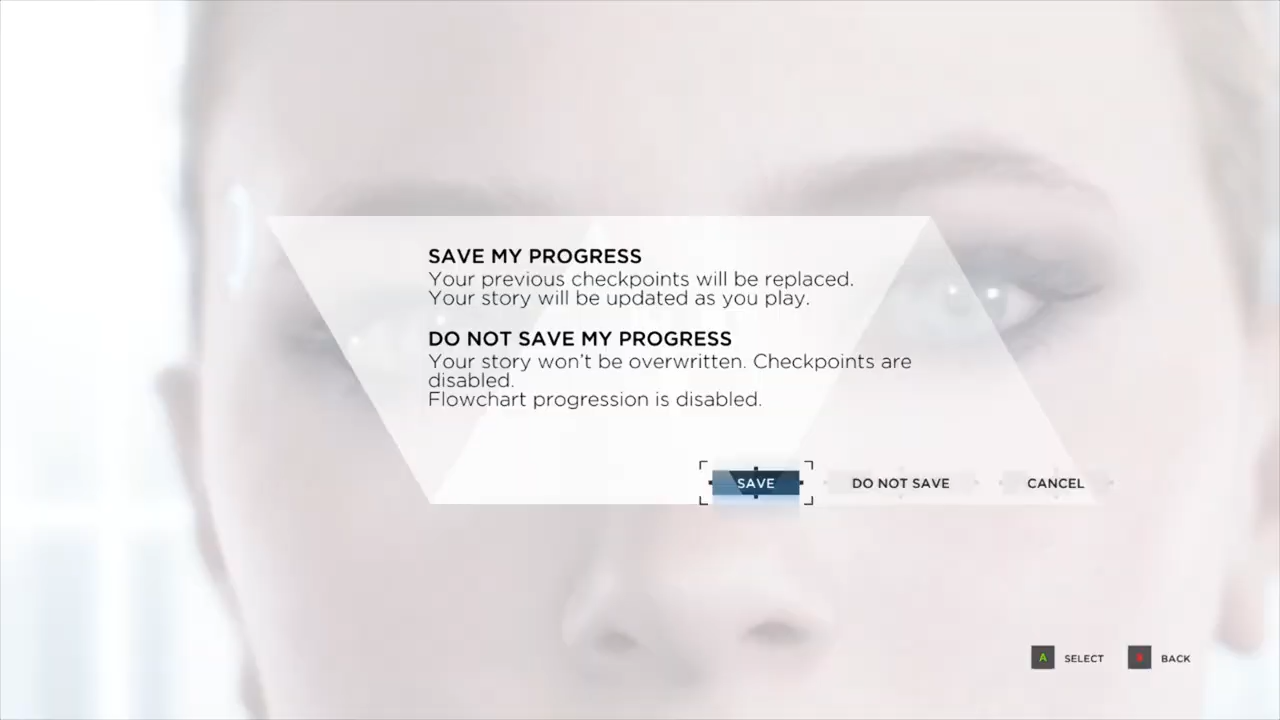 SAVE MY PROGRESS
Your previous checkpoints will be replaced.
Your story will be updated as you play.
DO NOT SAVE MY PROGRESS
Your story won't be overwritten. Checkpoints are
disabled.
Flowchart progression is disabled.
SAVE DO NOT SAVE CANCEL
A SELECT B BACK